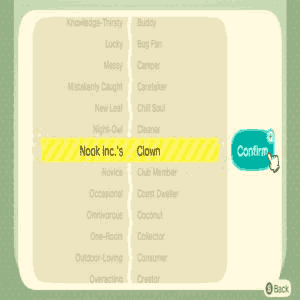 Knowledge-Thirsty Buddy
Lucky Bug Fan
Messy Camper
Mistakenly Caught Caretaker
New Leaf Chill Soul
Night-Owl Cleaner
Nook Inc.'s Clown
Confirm
Novice Club Member
Occasional Coast Dweller
Omnivorous Coconut
One-Room Collector
Outdoor-Loving Consumer
Overacting Creator
Back